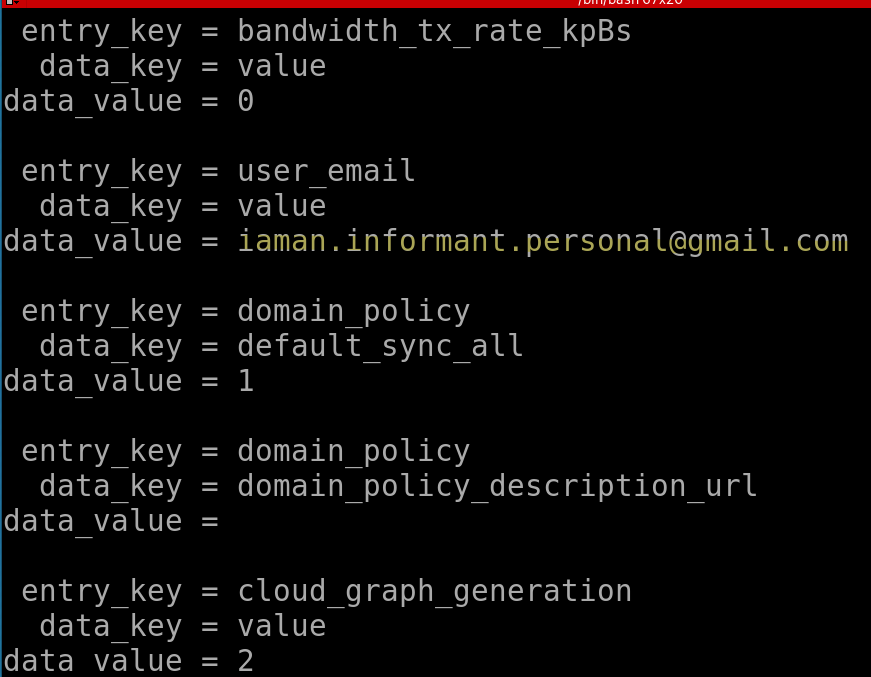 /bin/bash 67x20
entry_key = bandwidth_tx_rate_kpBs
data_key = value
data_value = 0
entry_key = user_email
data_key = value
data_value = iaman.informant.personal@gmail.com
entry_key = domain_policy
data_key = default_sync_all
data_value = 1
entry_key = domain_policy
data_key = domain_policy_description_url
data_value =
entry_key = cloud_graph_generation
data_key = value
data_value = 2